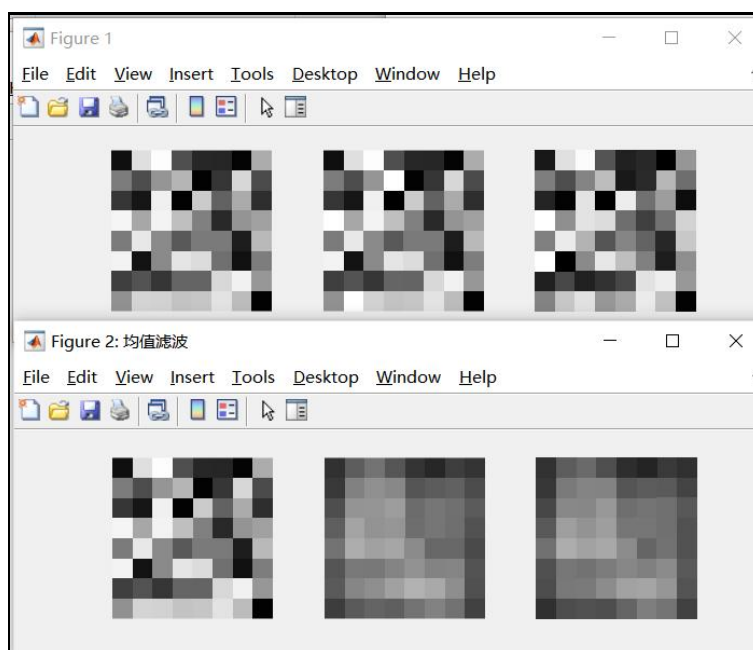 Figure 1
File Edit View Insert Tools Desktop Window Help
Figure 2: 均值滤波
File Edit View Insert Tools Desktop Window Help